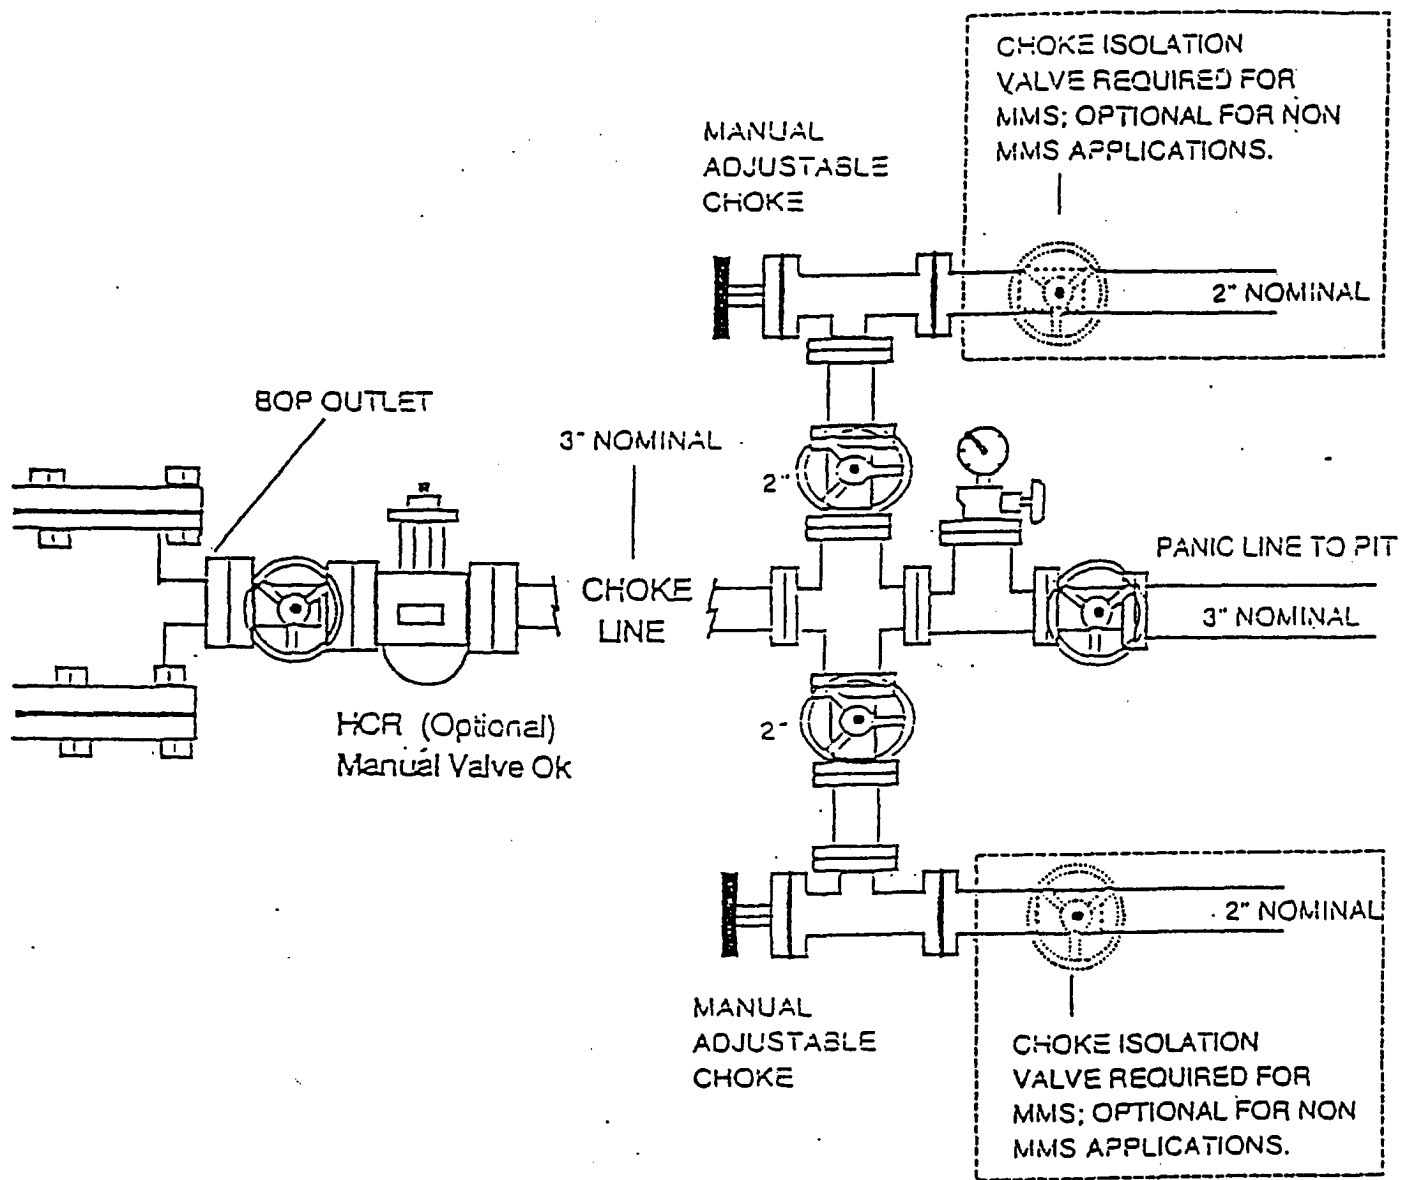 CHOKE ISOLATION
VALVE REQUIRED FOR
MMS; OPTIONAL FOR NON
MMS APPLICATIONS.
MANUAL
ADJUSTABLE
CHOKE
2" NOMINAL
BOP OUTLET
3" NOMINAL
2"
PANIC LINE TO PIT
CHOKE
LINE
3" NOMINAL
HCR (Optional)
Manual Valve Ok
2"
2" NOMINAL
MANUAL
ADJUSTABLE
CHOKE
CHOKE ISOLATION
VALVE REQUIRED FOR
MMS; OPTIONAL FOR NON
MMS APPLICATIONS.